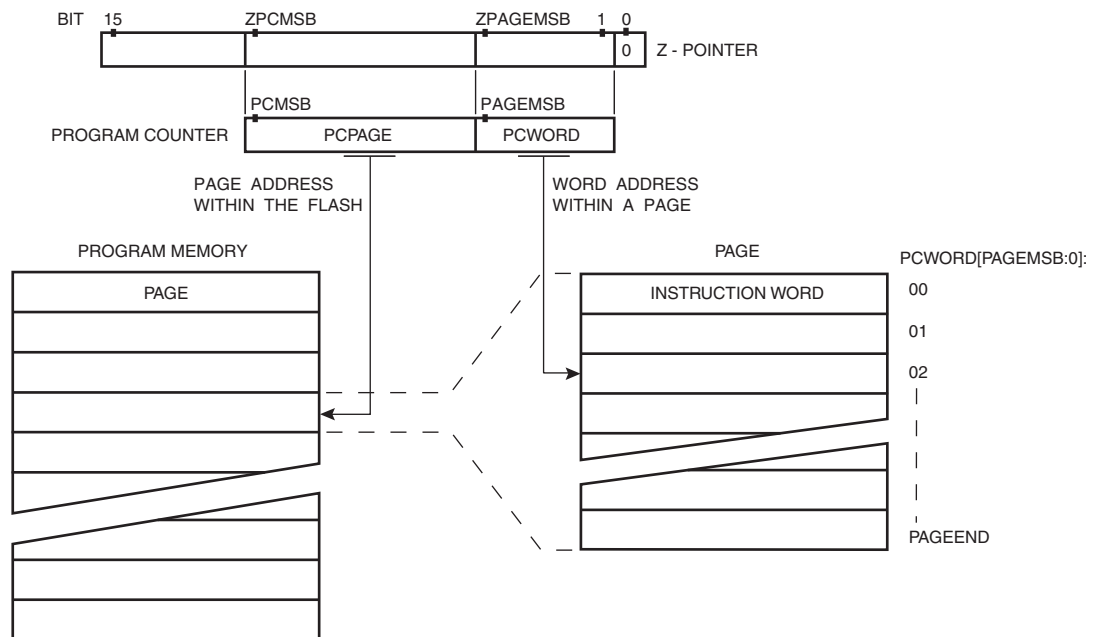 BIT 15 ZPCMSB ZPAGEMSB 1 0
0 Z - POINTER
PCMSB PAGEMSB
PROGRAM COUNTER PCPAGE PCWORD
PAGE ADDRESS
WITHIN THE FLASH
WORD ADDRESS
WITHIN A PAGE
PROGRAM MEMORY
PAGE
PAGE
PCWORD[PAGEMSB:0]:
INSTRUCTION WORD
00
01
02
PAGEEND